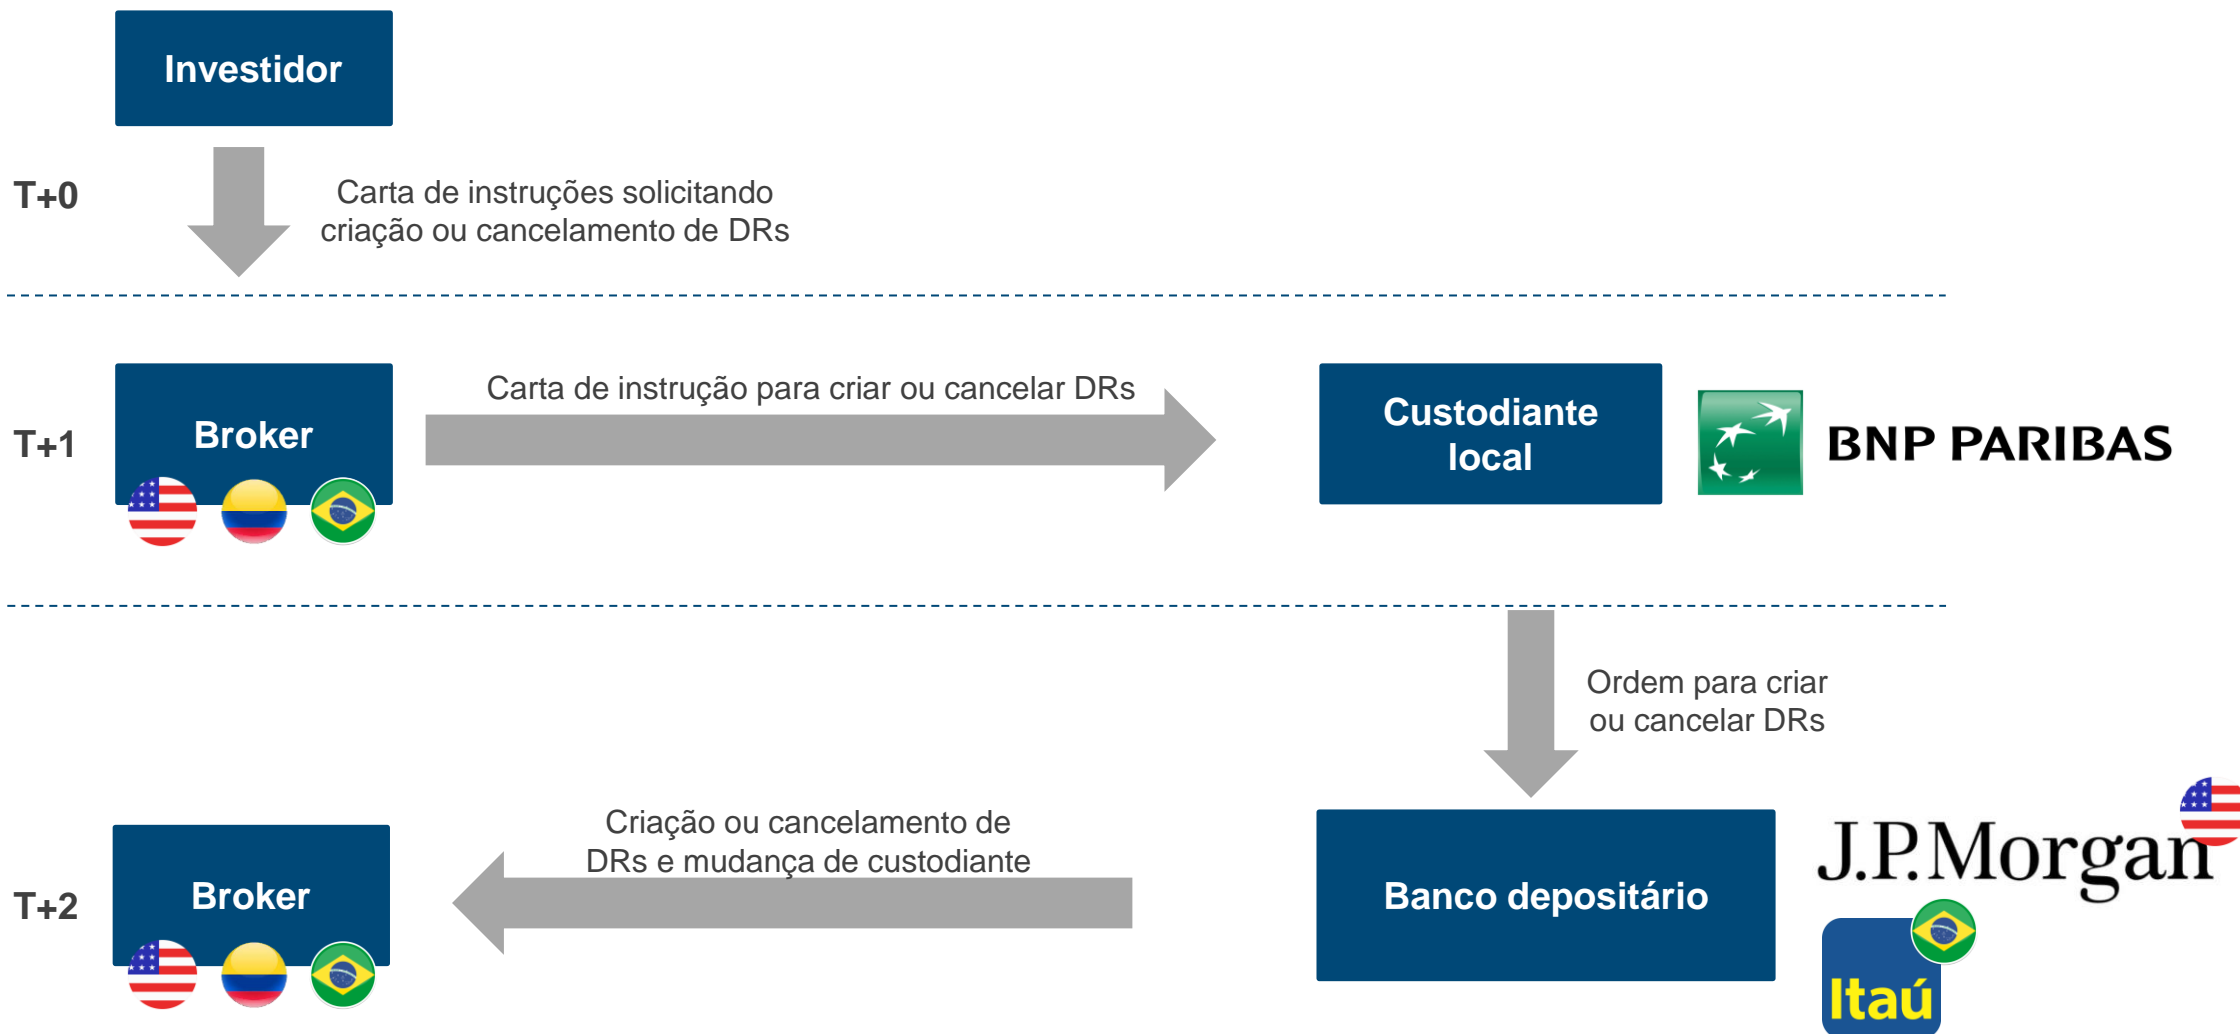 Investidor
T+0
Carta de instruções solicitando
criação ou cancelamento de DRs
T+1
Broker
Carta de instrução para criar ou cancelar DRs
Custodiante
local
BNP PARIBAS
Ordem para criar
ou cancelar DRs
T+2
Broker
Criação ou cancelamento de
DRs e mudança de custodiante
Banco depositário
J.P.Morgan
Itaú